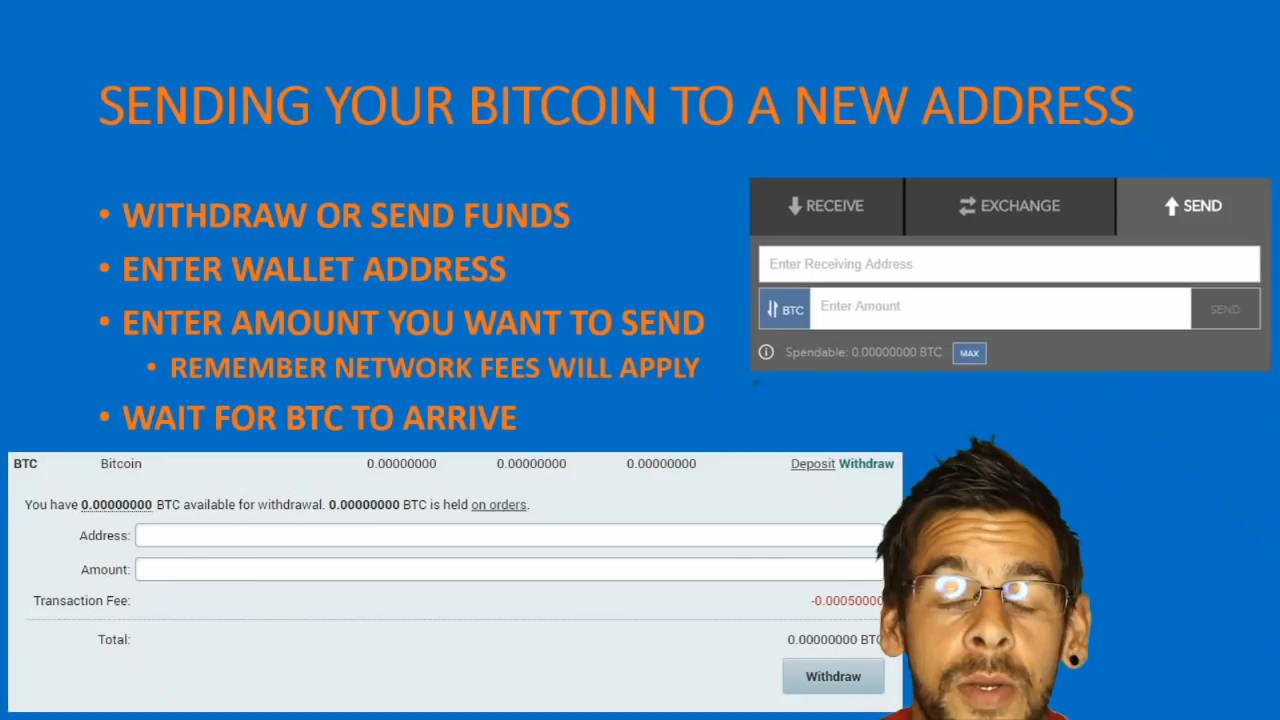 SENDING YOUR BITCOIN TO A NEW ADDRESS
• WITHDRAW OR SEND FUNDS
• ENTER WALLET ADDRESS
• ENTER AMOUNT YOU WANT TO SEND
• REMEMBER NETWORK FEES WILL APPLY
• WAIT FOR BTC TO ARRIVE
RECEIVE EXCHANGE SEND
Enter Receiving Address
BTC Enter Amount SEND
Spendable: 0.00000000 BTC MAX
BTC Bitcoin 0.00000000 0.00000000 0.00000000 Deposit Withdraw
You have 0.00000000 BTC available for withdrawal. 0.00000000 BTC is held on orders.
Address:
Amount:
Transaction Fee: -0.00050000
Total: 0.00000000 BTC
Withdraw